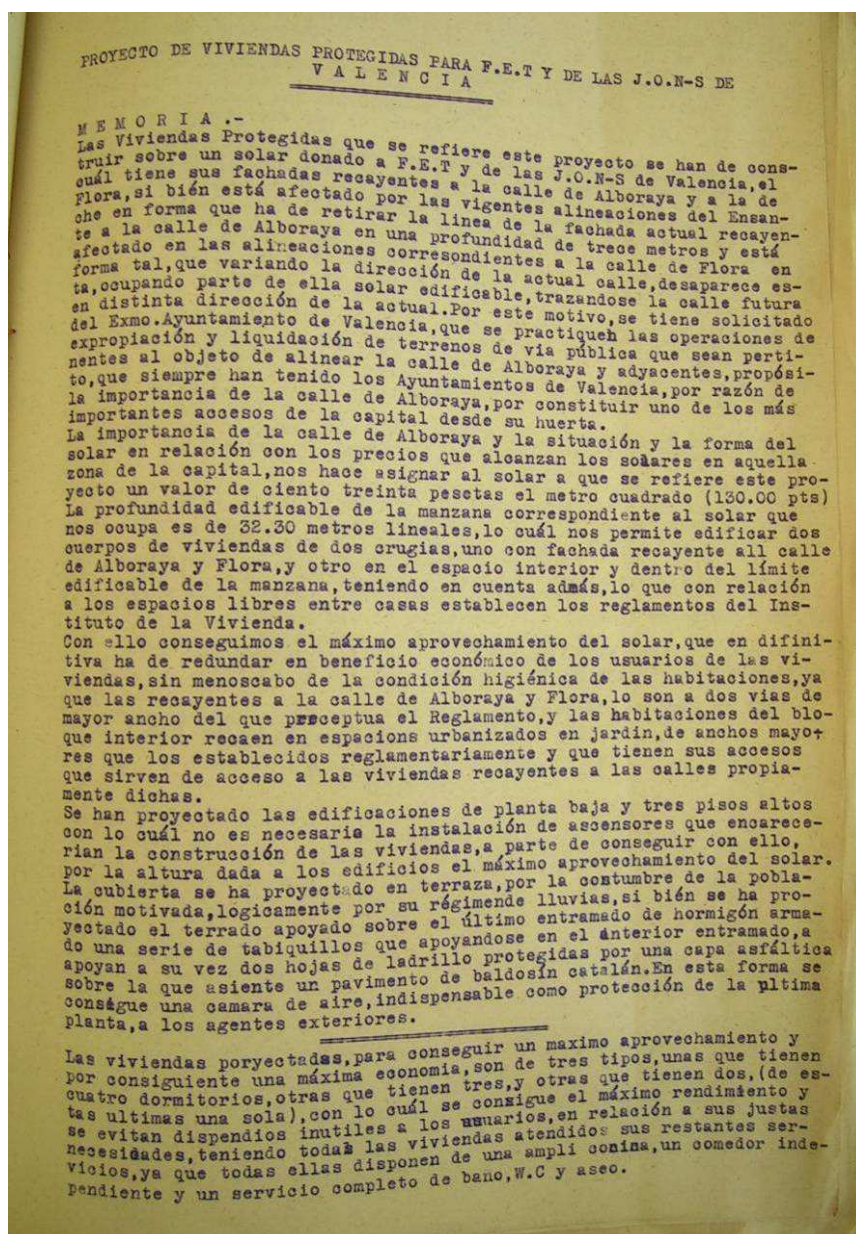 PROYECTO DE VIVIENDAS PROTEGIDAS PARA F.E.T Y DE LAS J.O.N-S DE
V A L E N C I A
M E M O R I A .-
Las Viviendas Protegidas que se refiere este proyecto se han de cons-
truir sobre un solar donado a F.E.T y de las J.O.N-S de Valencia,el
cuál tiene sus fachadas recayentes a la calle de Alboraya y a la de
Flora,si bién está afectado por las vigentes alineaciones del Ensan-
che en forma que ha de retirar la linea de la fachada actual recayen-
te a la calle de Alboraya en una profundidad de trece metros y está
afectado en las alineaciones correspondientes a la calle de Flora en
forma tal,que variando la dirección de la actual calle,desaparece es-
ta,ocupando parte de ella solar edificable,trazandose la calle futura
en distinta dirección de la actual.Por este motivo,se tiene solicitado
del Exmo.Ayuntamiento de Valencia,que se practiqueh las operaciones de
expropiación y liquidación de terrenos de via pública que sean perti-
nentes al objeto de alinear la calle de Alboraya y adyacentes,propósi-
to,que siempre han tenido los Ayuntamientos de Valencia,por razón de
la importancia de la calle de Alboraya,por constituir uno de los más
importantes accesos de la capital desde su huerta.
La importancia de la calle de Alboraya y la situación y la forma del
solar en relación con los precios que alcanzan los solares en aquella
zona de la capital,nos hace asignar al solar a que se refiere este pro-
yecto un valor de ciento treinta pesetas el metro cuadrado (130.00 pts)
La profundidad edificable de la manzana correspondiente al solar que
nos ocupa es de 32.30 metros lineales,lo cuál nos permite edificar dos
cuerpos de viviendas de dos crugias,uno con fachada recayente all calle
de Alboraya y Flora,y otro en el espacio interior y dentro del límite
edificable de la manzana,teniendo en cuenta admás,lo que con relación
a los espacios libres entre casas establecen los reglamentos del Ins-
tituto de la Vivienda.
Con ello conseguimos el máximo aprovechamiento del solar,que en difini-
tiva ha de redundar en beneficio económico de los usuarios de las vi-
viendas,sin menoscabo de la condición higiénica de las habitaciones,ya
que las recayentes a la calle de Alboraya y Flora,lo son a dos vias de
mayor ancho del que preceptua el Reglamento,y las habitaciones del blo-
que interior recaen en espacions urbanizados en jardin,de anchos mayo-
res que los establecidos reglamentariamente y que tienen sus accesos
que sirven de acceso a las viviendas recayentes a las calles propia-
mente dichas.
Se han proyectado las edificaciones de planta baja y tres pisos altos
con lo cuál no es necesaria la instalación de ascensores que encarece-
rian la construcción de las viviendas,a parte de conseguir con ello,
por la altura dada a los edificios el máximo aprovechamiento del solar.
La cubierta se ha proyectado en terraza,por la costumbre de la pobla-
ción motivada,lógicamente por su régimende lluvias,si bién se ha pro-
yectado el terrado apoyado sobre el último entramado de hormigón arma-
do una serie de tabiquillos que apoyandose en el ánterior entramado,a
apoyan a su vez dos hojas de ladrillo protegidas por una capa asfáltica
sobre la que asiente un pavimento de baldosín catalán.En esta forma se
consigue una camara de aire,indispensable como protección de la última
planta,a los agentes exteriores.
Las viviendas poryectadas,para conseguir un maximo aprovechamiento y
por consiguiente una máxima economia,son de tres tipos,unas que tienen
cuatro dormitorios,otras que tienen tres,y otras que tienen dos,(de es-
tas ultimas una sola),con lo cuál se consigue el máximo rendimiento y
se evitan dispendios inutiles a los usuarios,en relación a sus justas
necesidades,teniendo todas las viviendas atendidos sus restantes ser-
vicios,ya que todas ellas disponen de una ampli conina,un comedor inde-
pendiente y un servicio completo de bano,W.C y aseo.